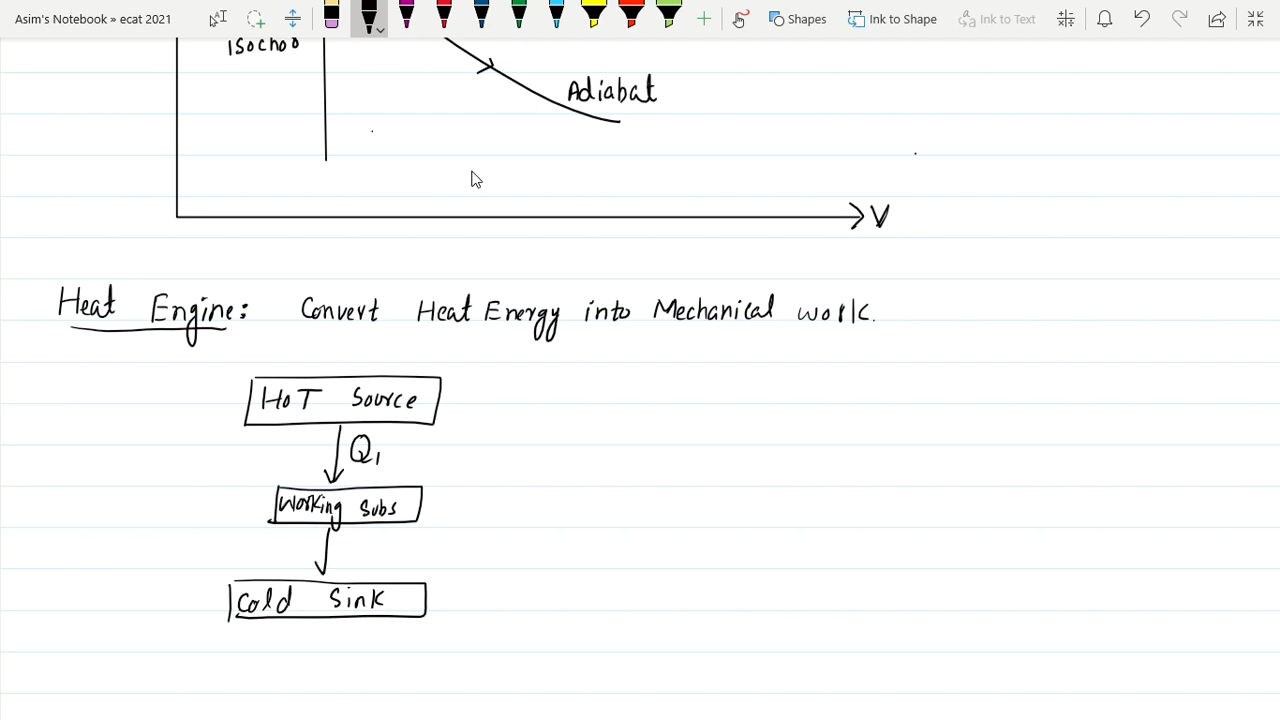 Asim's Notebook » ecat 2021
Shapes
Ink to Shape
Ink to Text
Adiabat
V
Heat Engine: Convert Heat Energy into Mechanical work.
HOT Source
Q1
Working Subs
Cold Sink